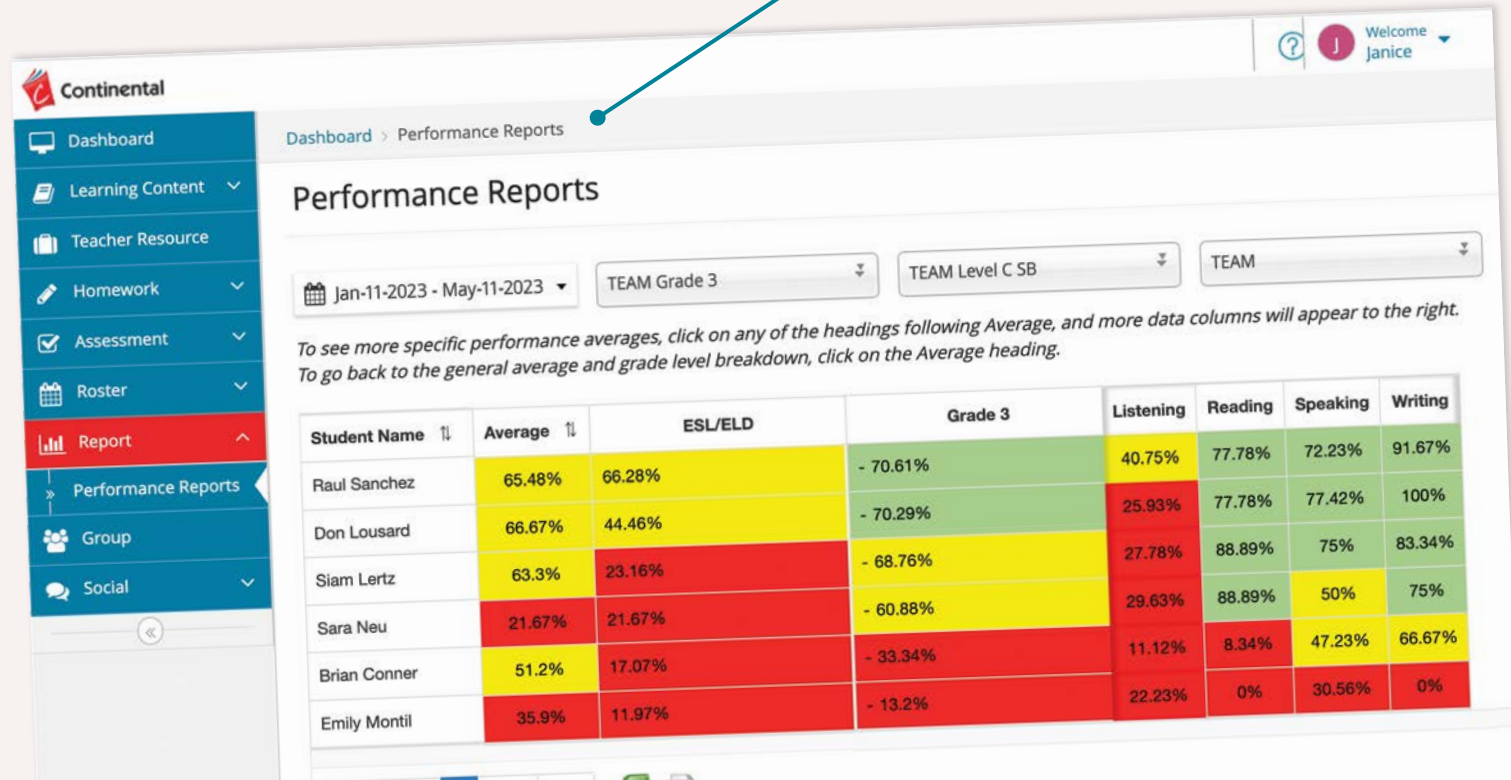 Continental
? J Welcome
Janice
Dashboard
Learning Content
Teacher Resource
Homework
Assessment
Roster
Report
» Performance Reports
Group
Social
Dashboard > Performance Reports
Performance Reports
Jan-11-2023 - May-11-2023 TEAM Grade 3 TEAM Level C SB TEAM
To see more specific performance averages, click on any of the headings following Average, and more data columns will appear to the right.
To go back to the general average and grade level breakdown, click on the Average heading.
Student Name Average ESL/ELD Grade 3 Listening Reading Speaking Writing
Raul Sanchez 65.48% 66.28% - 70.61% 40.75% 77.78% 72.23% 91.67%
Don Lousard 66.67% 44.46% - 70.29% 25.93% 77.78% 77.42% 100%
Siam Lertz 63.3% 23.16% - 68.76% 27.78% 88.89% 75% 83.34%
Sara Neu 21.67% 21.67% - 60.88% 29.63% 88.89% 50% 75%
Brian Conner 51.2% 17.07% - 33.34% 11.12% 8.34% 47.23% 66.67%
Emily Montil 35.9% 11.97% - 13.2% 22.23% 0% 30.56% 0%